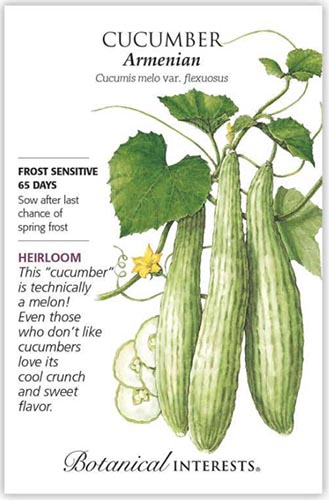 CUCUMBER
Armenian
Cucumis melo var. flexuosus
FROST SENSITIVE
65 DAYS
Sow after last
chance of
spring frost
HEIRLOOM
This “cucumber”
is technically
a melon!
Even those
who don’t like
cucumbers
love its
cool crunch
and sweet
flavor.
Botanical INTERESTS®